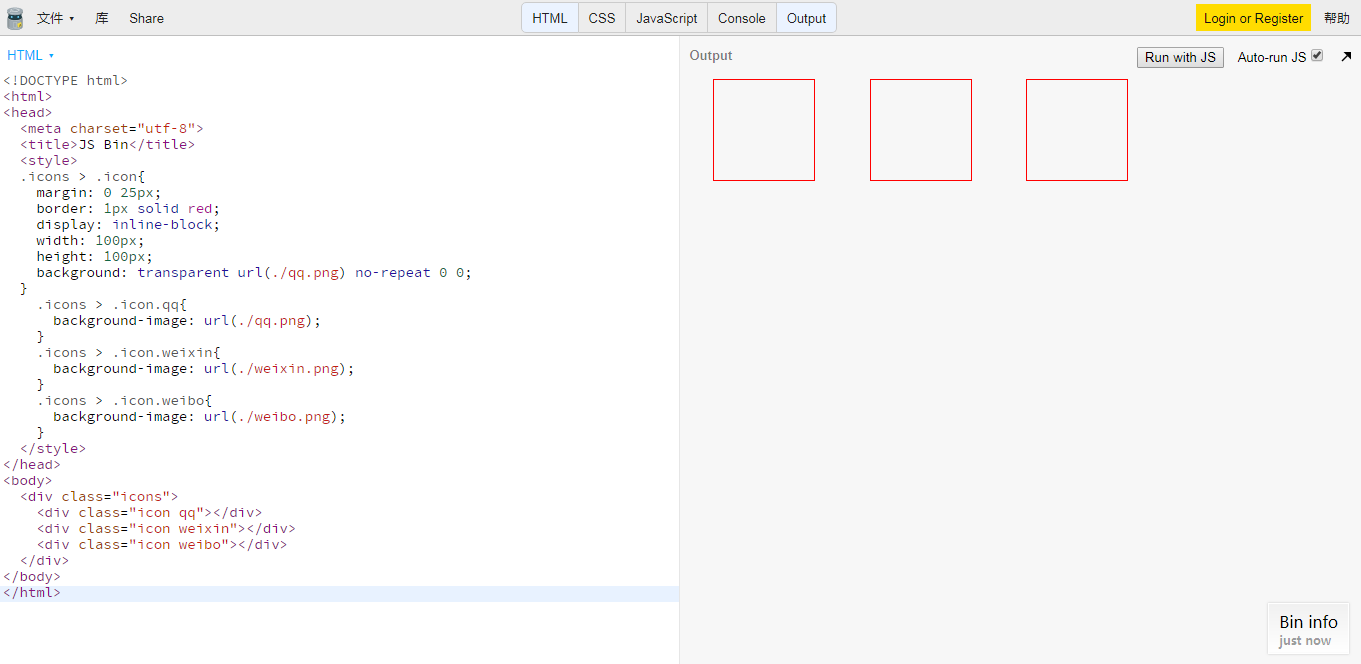 文件 库 Share HTML CSS JavaScript Console Output Login or Register 帮助
HTML
<!DOCTYPE html>
<html>
<head>
  <meta charset="utf-8">
  <title>JS Bin</title>
  <style>
  .icons > .icon{
    margin: 0 25px;
    border: 1px solid red;
    display: inline-block;
    width: 100px;
    height: 100px;
    background: transparent url(./qq.png) no-repeat 0 0;
  }
    .icons > .icon.qq{
      background-image: url(./qq.png);
    }
    .icons > .icon.weixin{
      background-image: url(./weixin.png);
    }
    .icons > .icon.weibo{
      background-image: url(./weibo.png);
    }
  </style>
</head>
<body>
  <div class="icons">
    <div class="icon qq"></div>
    <div class="icon weixin"></div>
    <div class="icon weibo"></div>
  </div>
</body>
</html>
Output Run with JS Auto-run JS
Bin info
just now